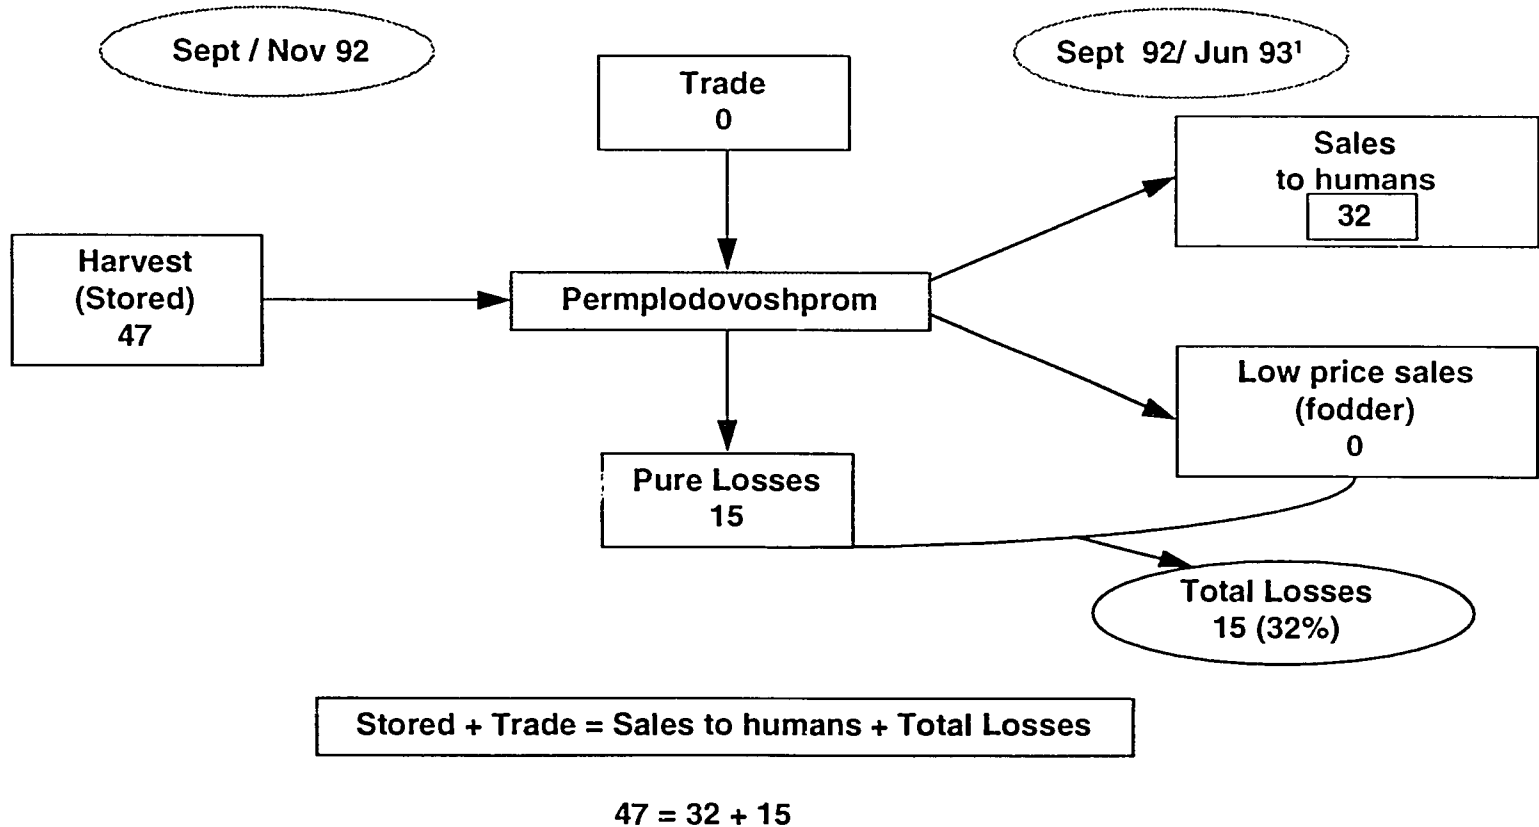 Sept / Nov 92
Sept 92/ Jun 93¹
Trade
0
Sales
to humans
32
Harvest
(Stored)
47
Permplodovoshprom
Low price sales
(fodder)
0
Pure Losses
15
Total Losses
15 (32%)
Stored + Trade = Sales to humans + Total Losses
47 = 32 + 15